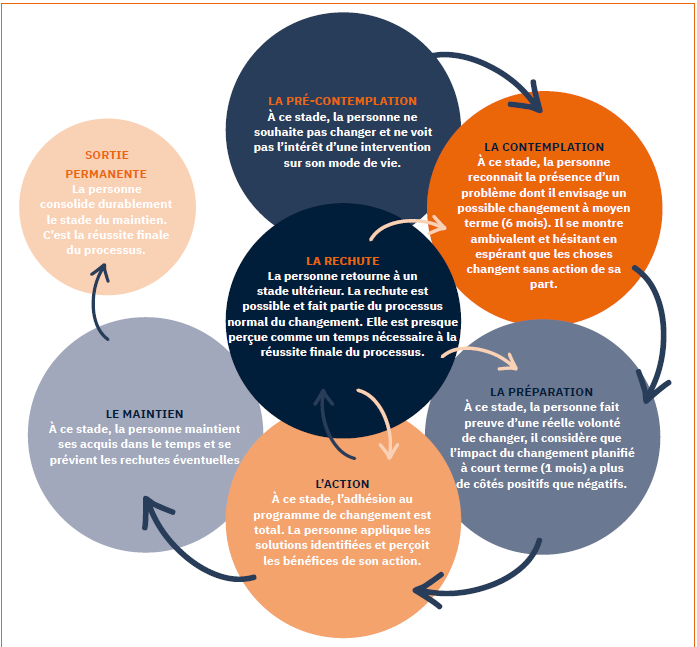 LA PRÉ-CONTEMPLATION
À ce stade, la personne ne
souhaite pas changer et ne voit
pas l'intérêt d'une intervention
sur son mode de vie.
LA CONTEMPLATION
À ce stade, la personne
reconnait la présence d'un
problème dont il envisage un
possible changement à moyen
terme (6 mois). Il se montre
ambivalent et hésitant en
espérant que les choses
changent sans action de sa
part.
SORTIE
PERMANENTE
La personne
consolide durablement
le stade du maintien.
C'est la réussite finale
du processus.
LA RECHUTE
La personne retourne à un
stade ultérieur. La rechute est
possible et fait partie du processus
normal du changement. Elle est presque
perçue comme un temps nécessaire à la
réussite finale du processus.
LA PRÉPARATION
À ce stade, la personne fait
preuve d'une réelle volonté
de changer, il considère que
l'impact du changement planifié
à court terme (1 mois) a plus
de côtés positifs que négatifs.
LE MAINTIEN
À ce stade, la personne maintient
ses acquis dans le temps et se
prévient les rechutes éventuelles
L'ACTION
À ce stade, l'adhésion au
programme de changement est
total. La personne applique les
solutions identifiées et perçoit
les bénéfices de son action.